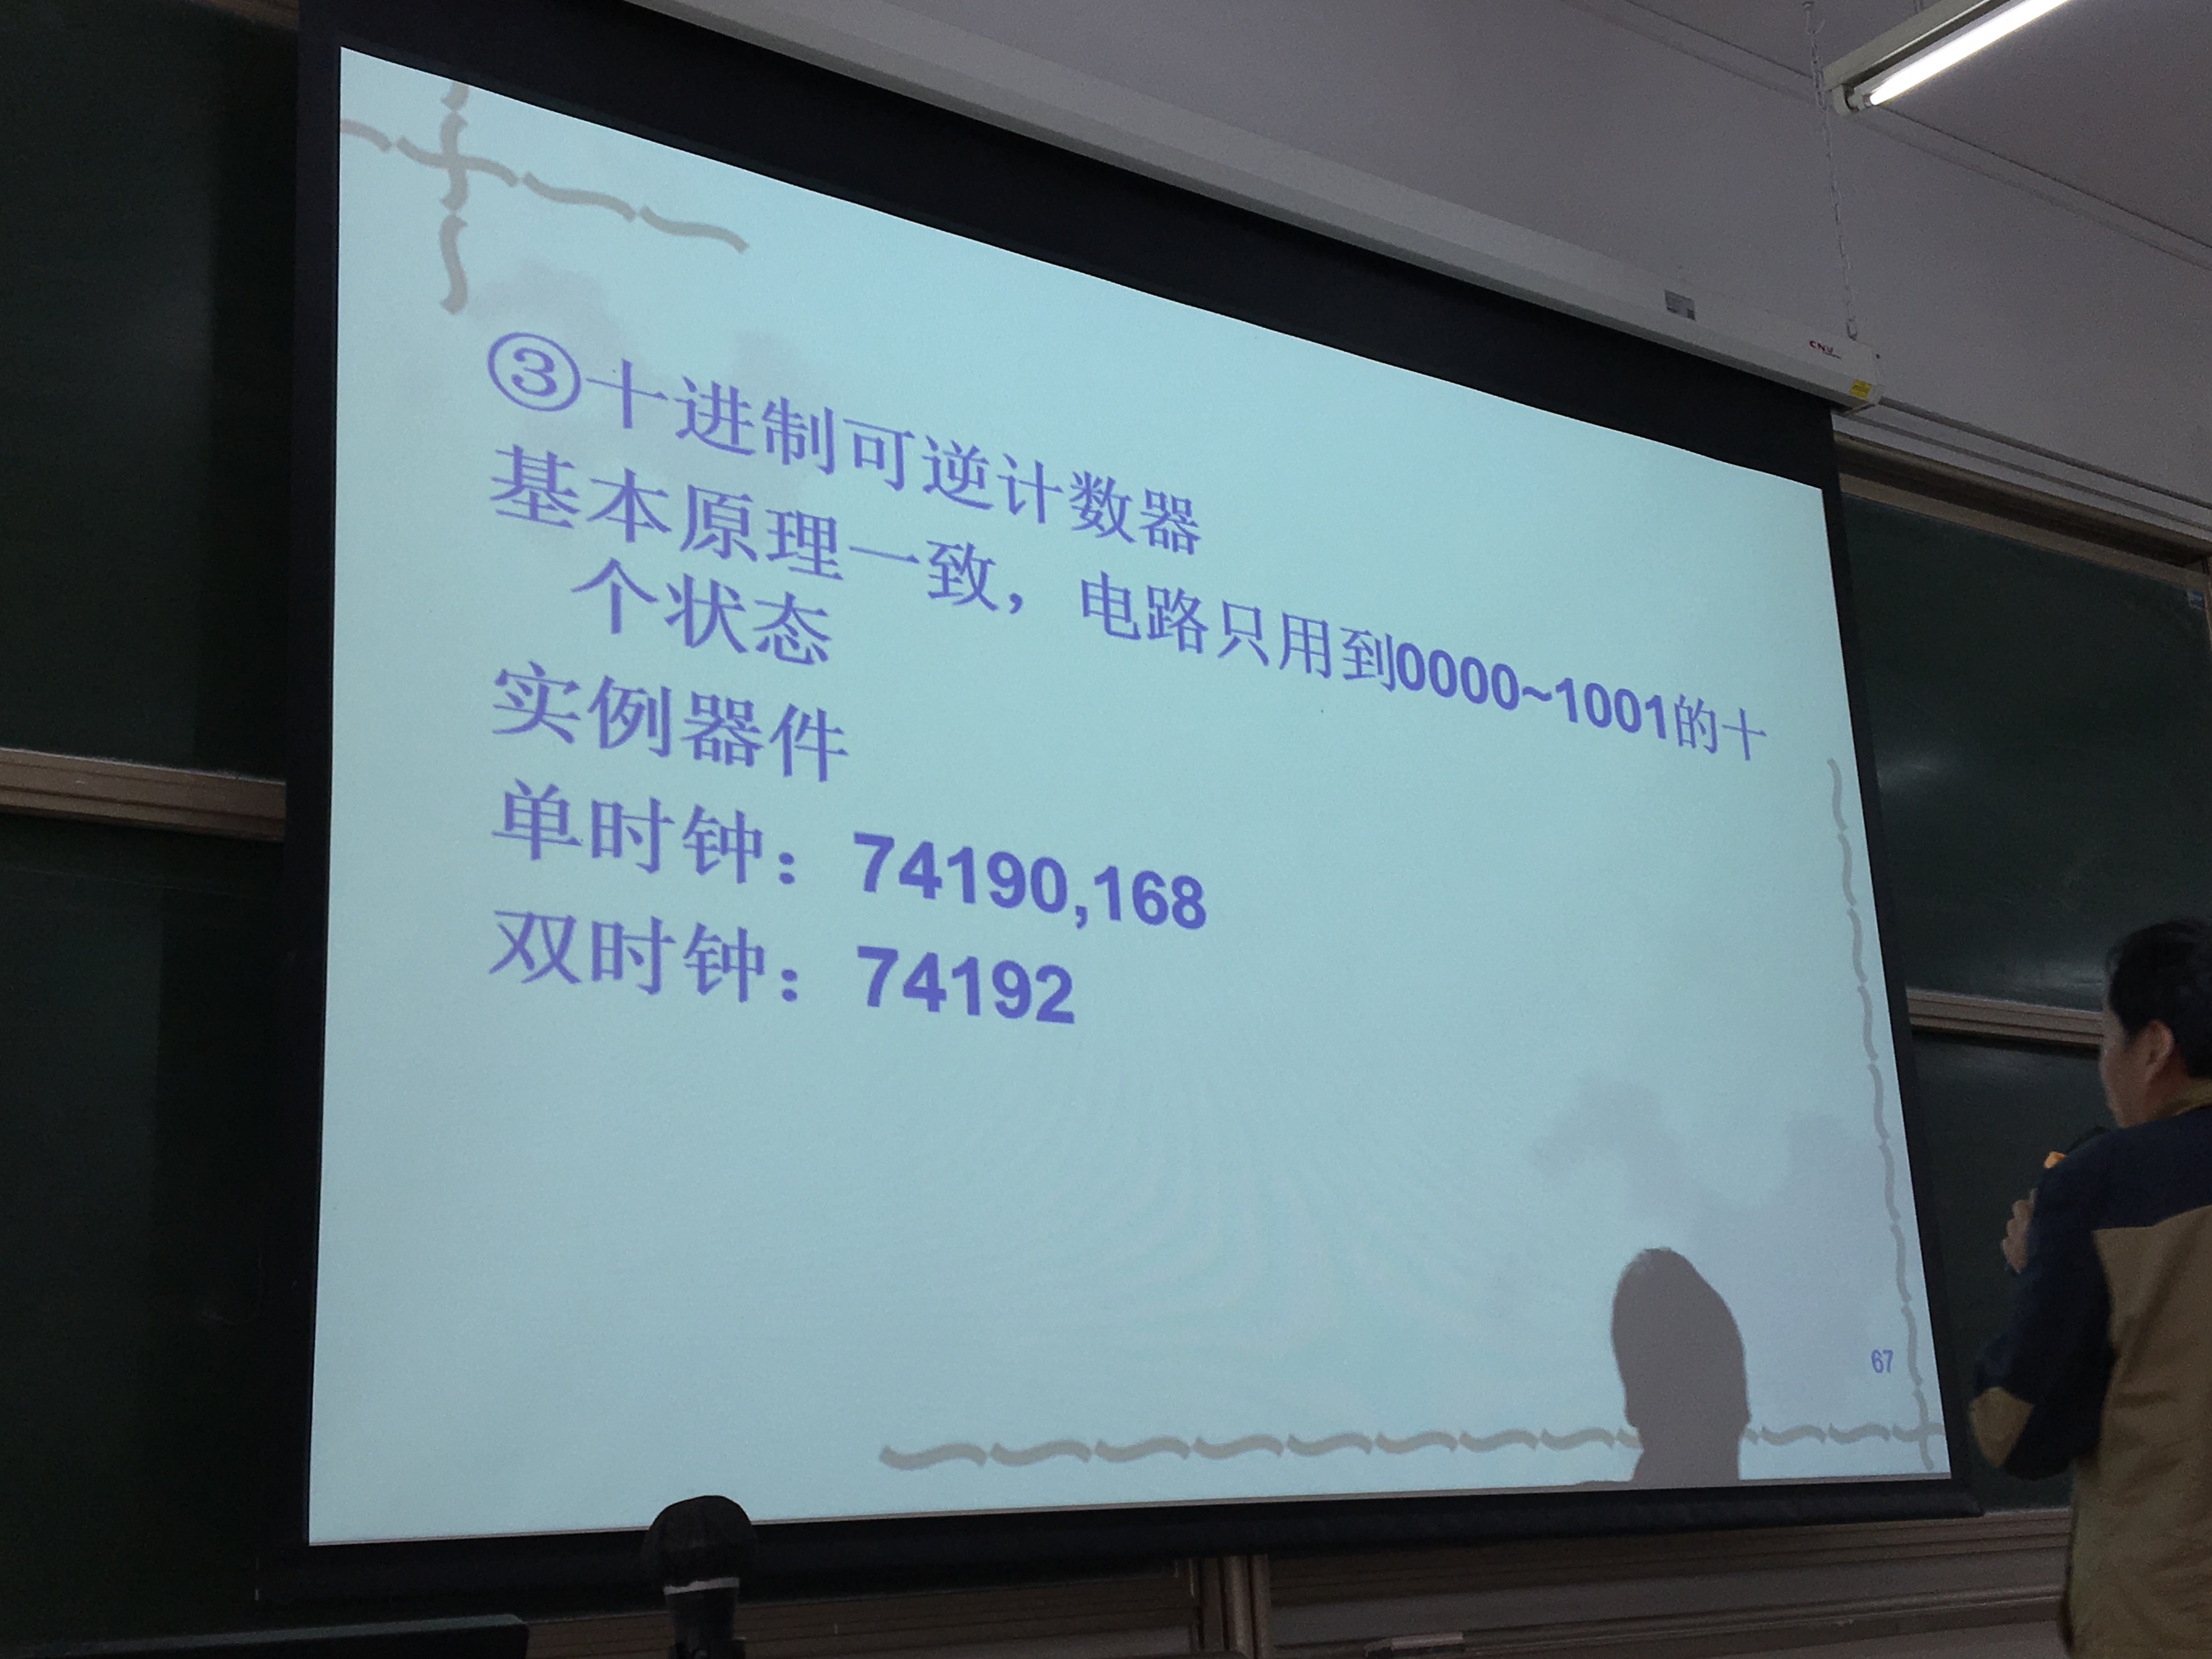 CNV
③十进制可逆计数器
基本原理一致，电路只用到0000~1001的十
个状态
实例器件
单时钟：74190,168
双时钟：74192
67